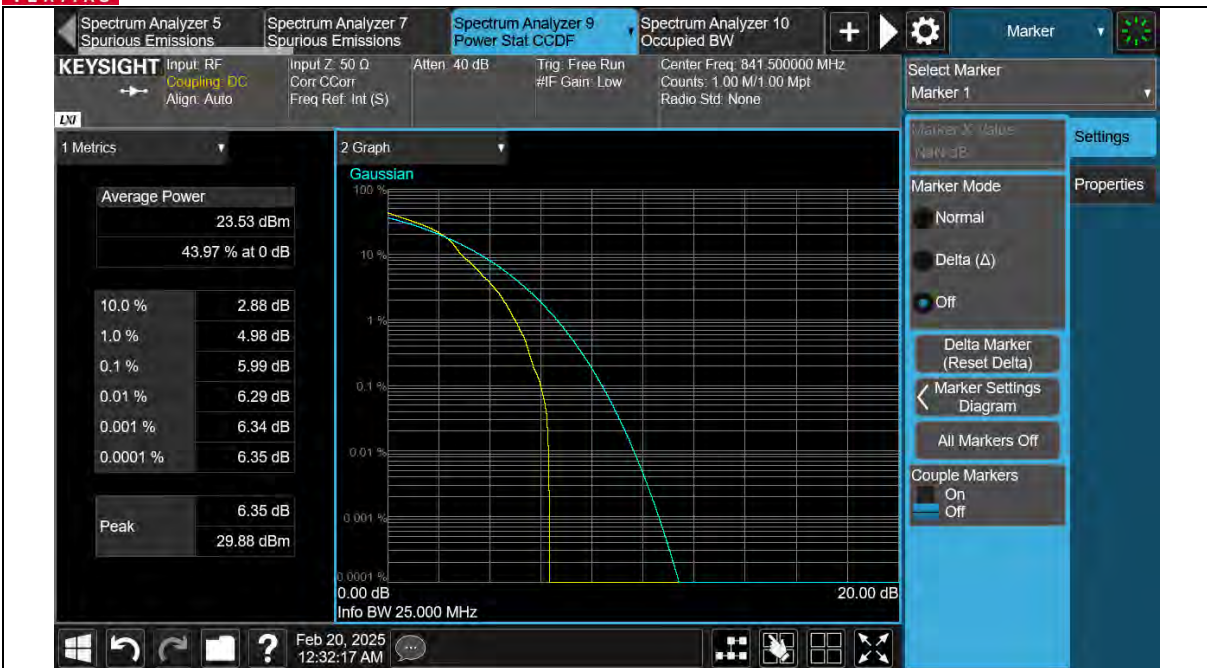 VERITAS
Spectrum Analyzer 5
Spurious Emissions
Spectrum Analyzer 7
Spurious Emissions
Spectrum Analyzer 9
Power Stat CCDF
Spectrum Analyzer 10
Occupied BW
Marker
KEYSIGHT
Input: RF
Coupling: DC
Align: Auto
Input Z: 50 Ω
Corr CCorr
Freq Ref: Int (S)
Atten: 40 dB
Trig: Free Run
#IF Gain: Low
Center Freq: 841.500000 MHz
Counts: 1.00 M/1.00 Mpt
Radio Std: None
LXI
1 Metrics
Average Power
23.53 dBm
43.97 % at 0 dB
10.0 % 2.88 dB
1.0 % 4.98 dB
0.1 % 5.99 dB
0.01 % 6.29 dB
0.001 % 6.34 dB
0.0001 % 6.35 dB
Peak
6.35 dB
29.88 dBm
2 Graph
Gaussian
100 %
10 %
1 %
0.1 %
0.01 %
0.001 %
0.0001 %
0.00 dB
20.00 dB
Info BW 25.000 MHz
Select Marker
Marker 1
Marker X Value
NaN dB
Settings
Properties
Marker Mode
Normal
Delta (Δ)
Off
Delta Marker
(Reset Delta)
Marker Settings
Diagram
All Markers Off
Couple Markers
On
Off
?
Feb 20, 2025
12:32:17 AM